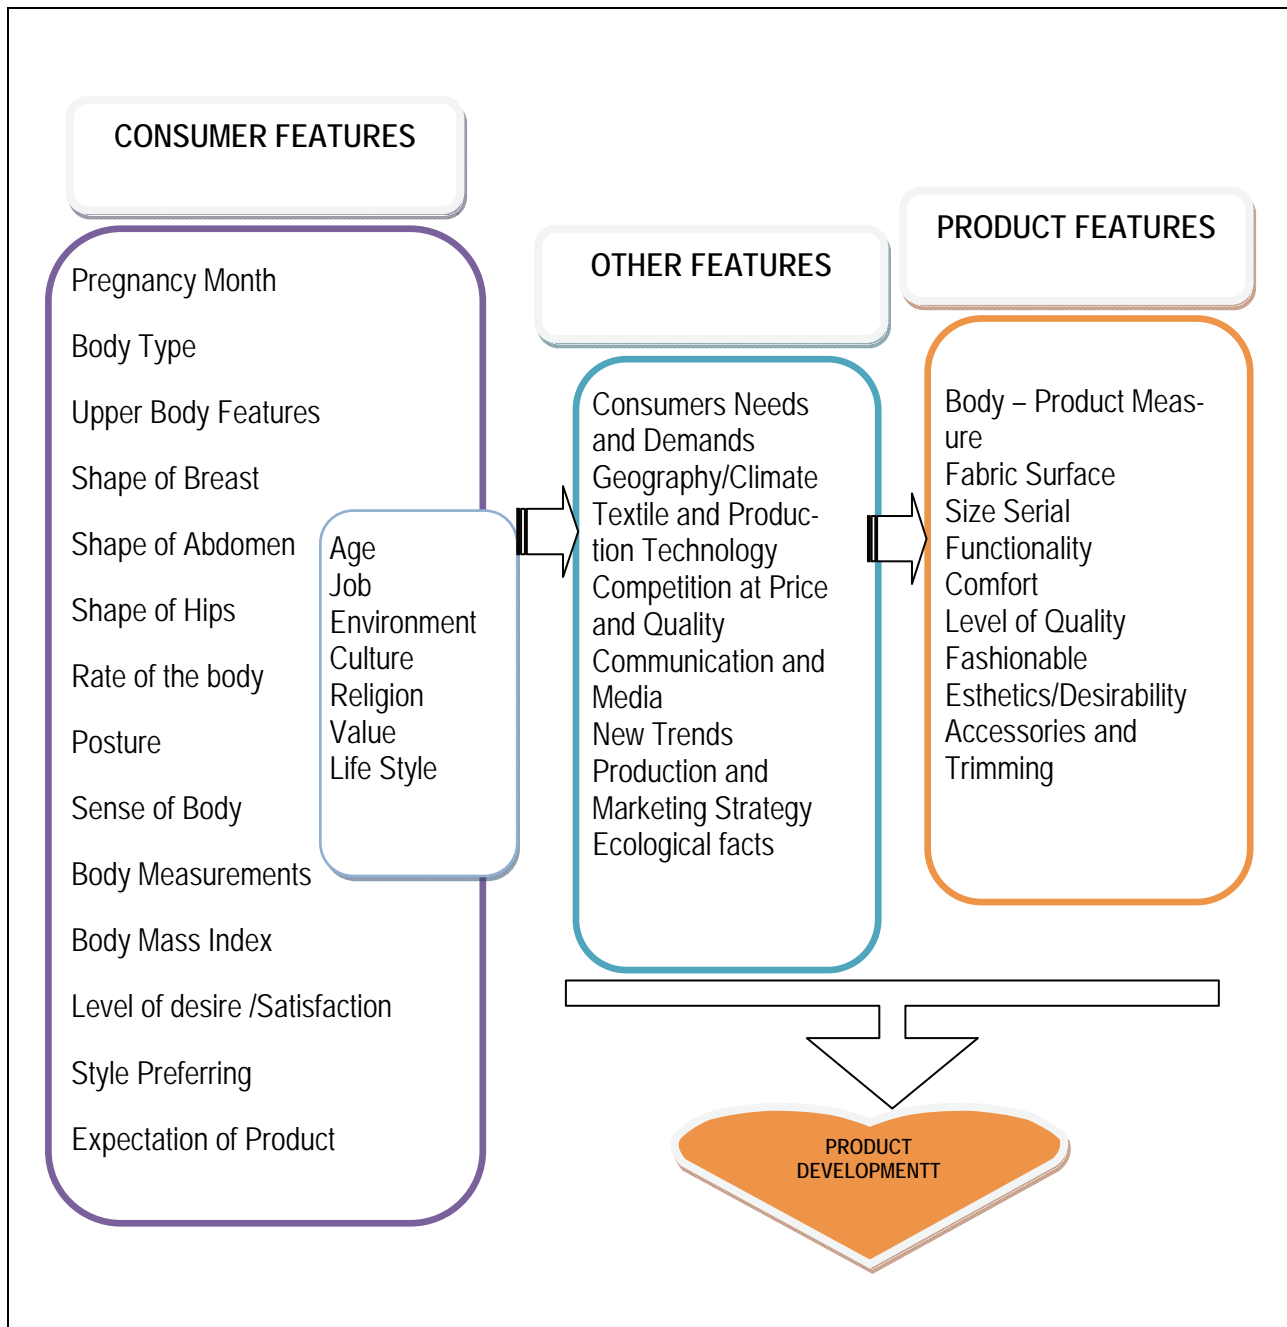 CONSUMER FEATURES
Pregnancy Month
Body Type
Upper Body Features
Shape of Breast
Shape of Abdomen
Shape of Hips
Rate of the body
Posture
Sense of Body
Body Measurements
Body Mass Index
Level of desire /Satisfaction
Style Preferring
Expectation of Product
Age
Job
Environment
Culture
Religion
Value
Life Style
OTHER FEATURES
Consumers Needs
and Demands
Geography/Climate
Textile and Produc-
tion Technology
Competition at Price
and Quality
Communication and
Media
New Trends
Production and
Marketing Strategy
Ecological facts
PRODUCT FEATURES
Body – Product Meas-
ure
Fabric Surface
Size Serial
Functionality
Comfort
Level of Quality
Fashionable
Esthetics/Desirability
Accessories and
Trimming
PRODUCT
DEVELOPMENTT